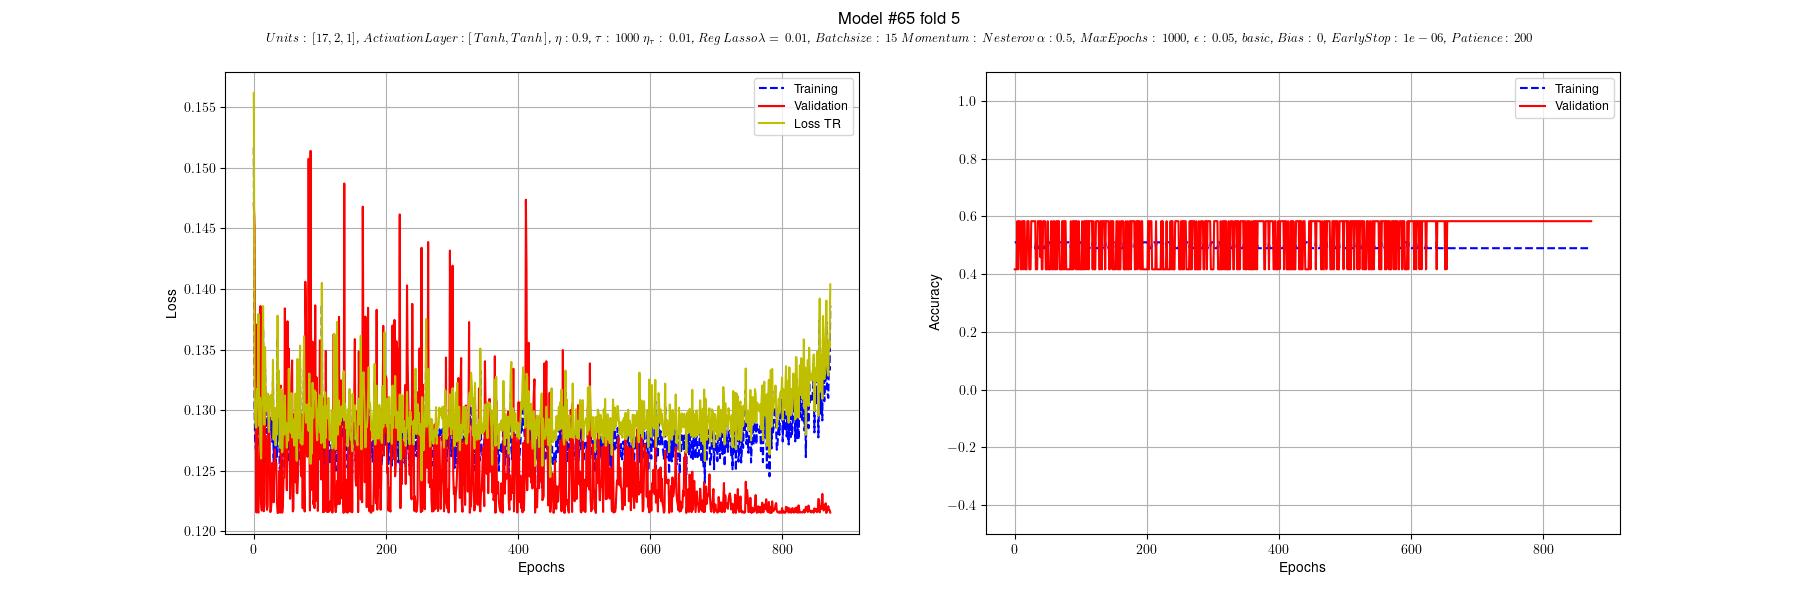 Model #65 fold 5
Units : [17, 2, 1], ActivationLayer : [Tanh, Tanh], η : 0.9, τ : 1000 ητ : 0.01, Reg Lasso λ = 0.01, Batchsize : 15 Momentum : Nesterov α : 0.5, MaxEpochs : 1000, ϵ : 0.05, basic, Bias : 0, EarlyStop : 1e − 06, Patience : 200
Loss
0.155
0.150
0.145
0.140
0.135
0.130
0.125
0.120
0 200 400 600 800
Epochs
Training
Validation
Loss TR
Accuracy
1.0
0.8
0.6
0.4
0.2
0.0
−0.2
−0.4
0 200 400 600 800
Epochs
Training
Validation